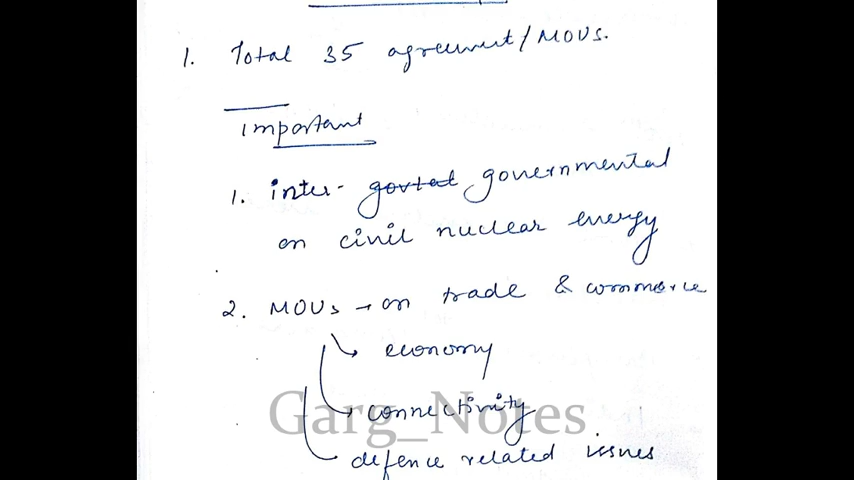 1. Total 35 agreement/MOUs.
Important
1. inter- govtal governmental
on civil nuclear energy
2. MOUs → on trade & commerce
economy
connectivity
Garg_Notes
defence related issues